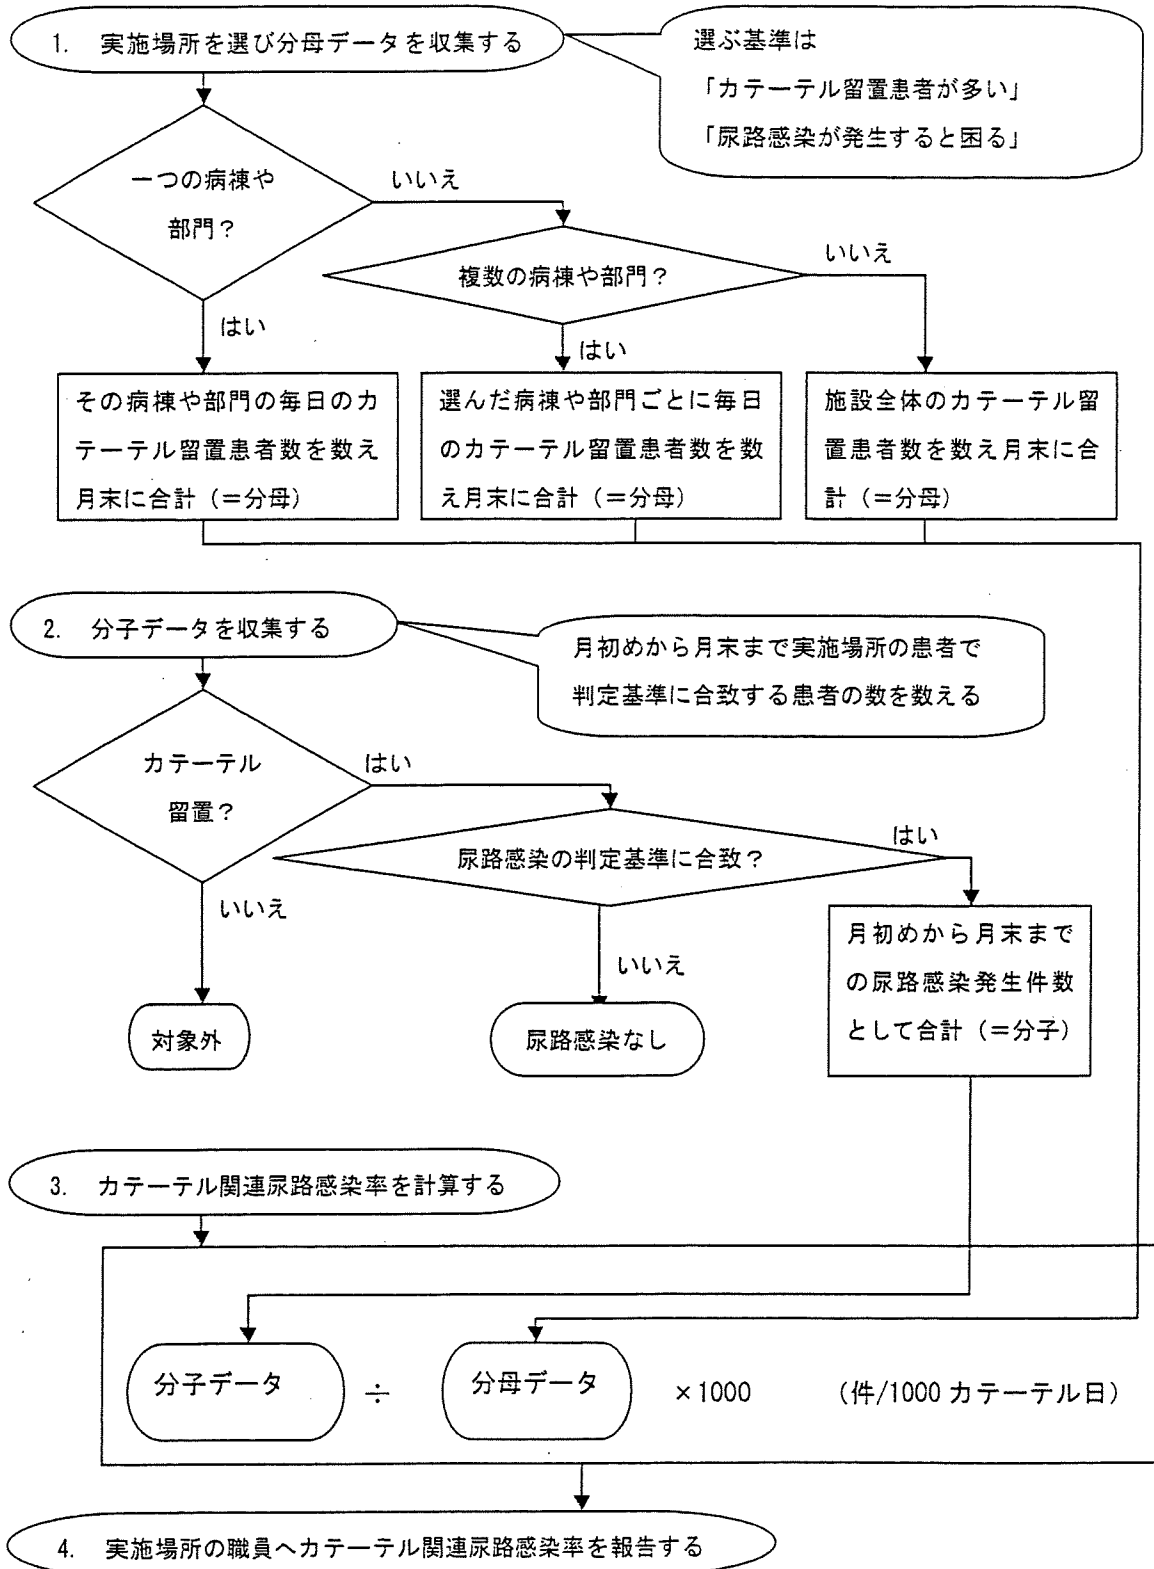 1. 実施場所を選び分母データを収集する
選ぶ基準は
「カテーテル留置患者が多い」
「尿路感染が発生すると困る」
一つの病棟や
部門？
いいえ
複数の病棟や部門？
いいえ
はい
はい
その病棟や部門の毎日のカ
テーテル留置患者数を数え
月末に合計（＝分母）
選んだ病棟や部門ごとに毎日
のカテーテル留置患者数を数
え月末に合計（＝分母）
施設全体のカテーテル留
置患者数を数え月末に合
計（＝分母）
2. 分子データを収集する
月初めから月末まで実施場所の患者で
判定基準に合致する患者の数を数える
カテーテル
留置？
はい
尿路感染の判定基準に合致？
はい
いいえ
いいえ
月初めから月末まで
の尿路感染発生件数
として合計（＝分子）
対象外
尿路感染なし
3. カテーテル関連尿路感染率を計算する
分子データ ÷ 分母データ ×1000 （件/1000 カテーテル日）
4. 実施場所の職員へカテーテル関連尿路感染率を報告する